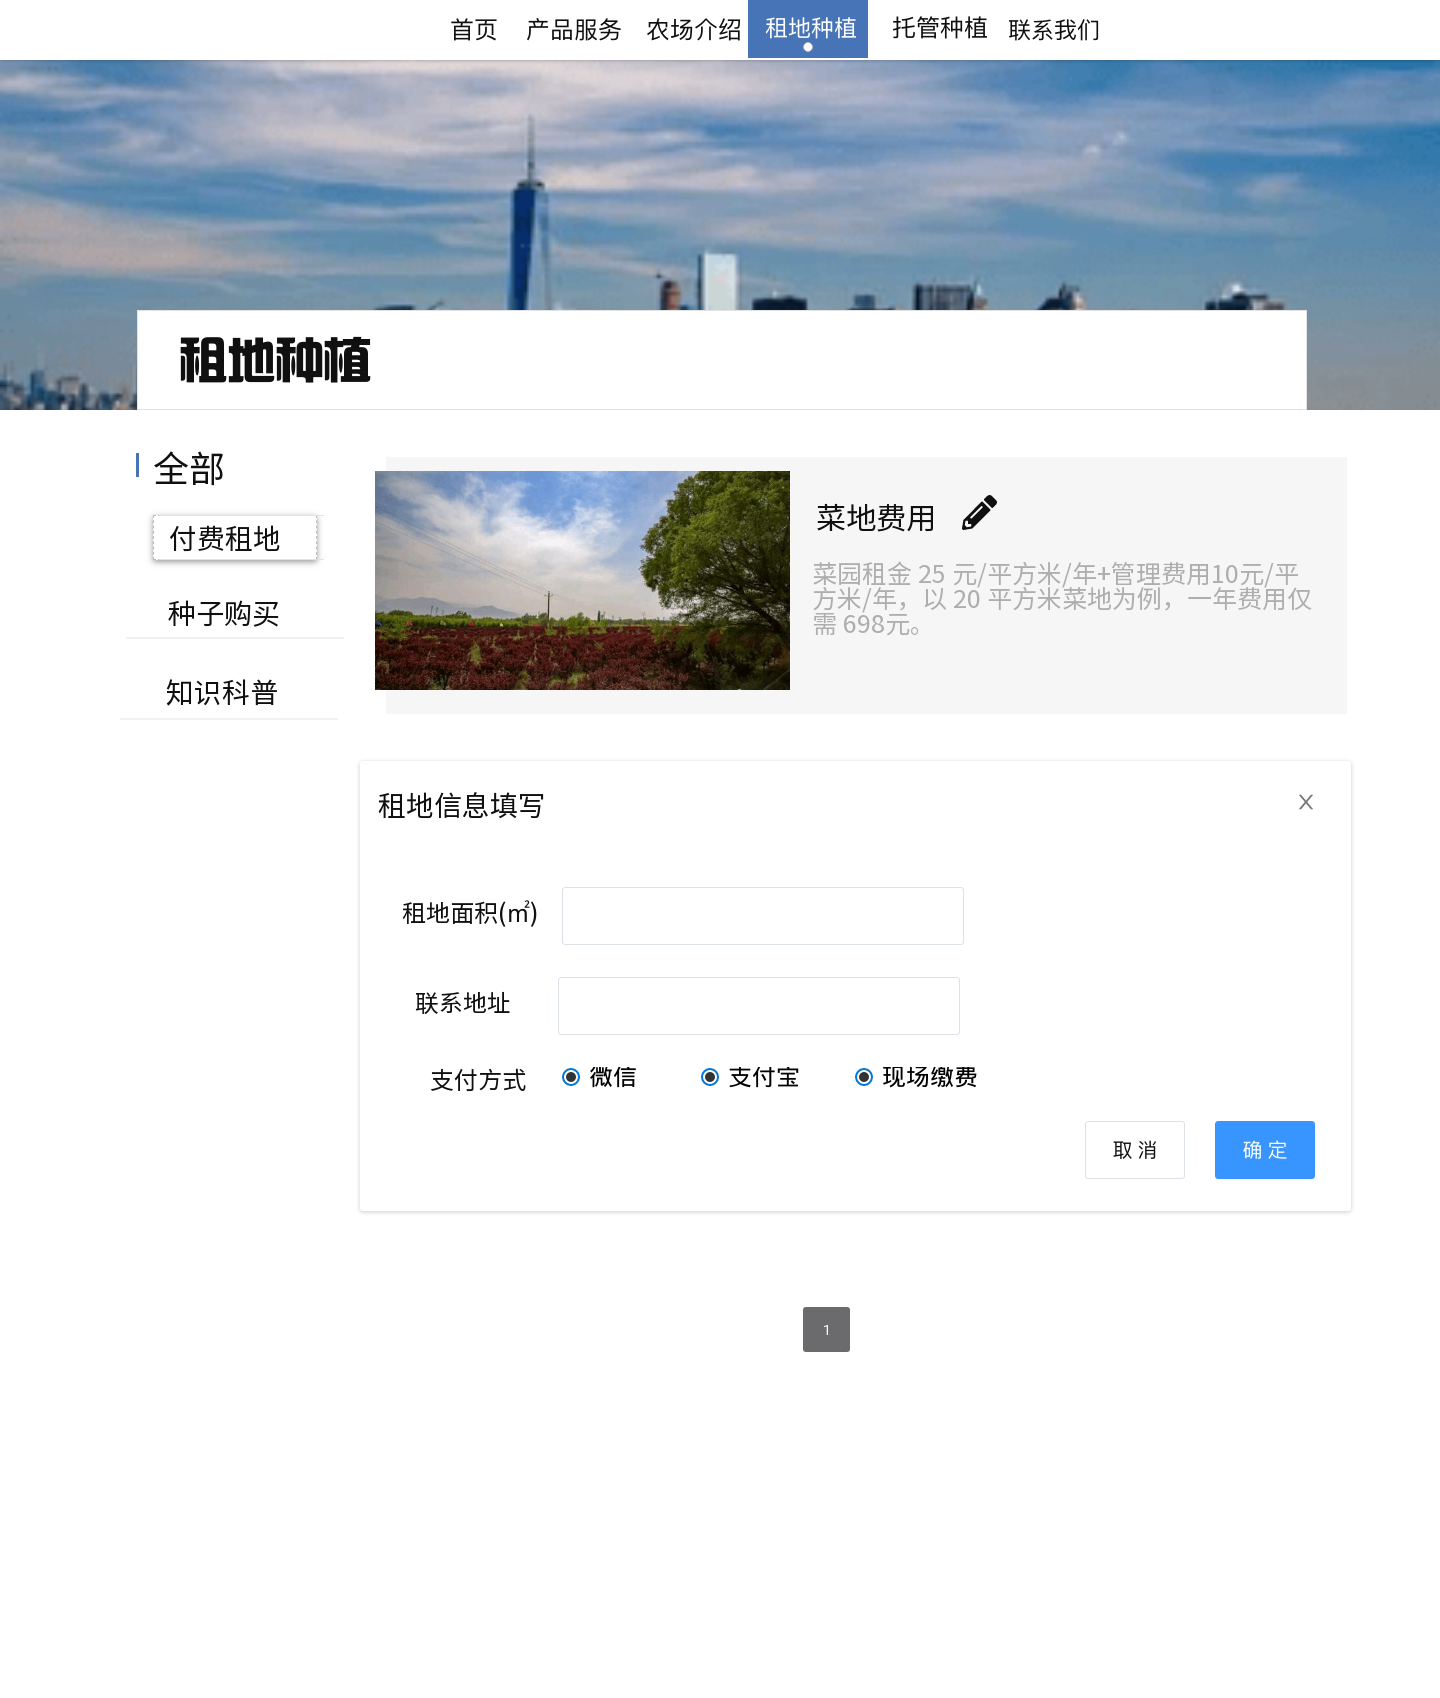 首页 产品服务 农场介绍 租地种植 托管种植 联系我们
租地种植
全部
付费租地
种子购买
知识科普
菜地费用
菜园租金 25 元/平方米/年+管理费用10元/平
方米/年，以 20 平方米菜地为例，一年费用仅
需 698元。
租地信息填写
X
租地面积(㎡)
联系地址
支付方式 微信 支付宝 现场缴费
取 消 确 定
1